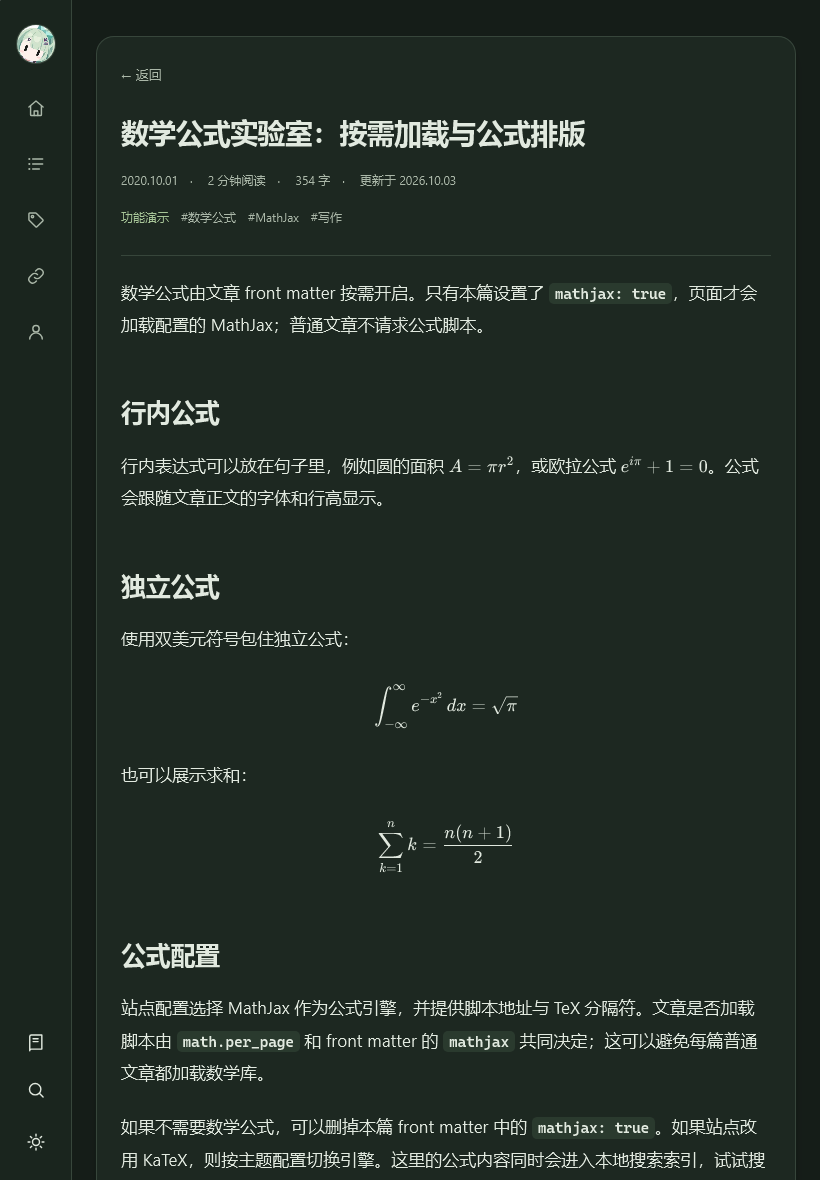 ← 返回
数学公式实验室：按需加载与公式排版
2020.10.01 · 2 分钟阅读 · 354 字 · 更新于 2026.10.03
功能演示 #数学公式 #MathJax #写作
数学公式由文章 front matter 按需开启。只有本篇设置了 mathjax: true，页面才会
加载配置的 MathJax；普通文章不请求公式脚本。
行内公式
行内表达式可以放在句子里，例如圆的面积 A = πr²，或欧拉公式 e^{iπ} + 1 = 0。公式
会跟随文章正文的字体和行高显示。
独立公式
使用双美元符号包住独立公式：
∫_{−∞}^{∞} e^{−x²} dx = √π
也可以展示求和：
∑_{k=1}^{n} k = n(n + 1)/2
公式配置
站点配置选择 MathJax 作为公式引擎，并提供脚本地址与 TeX 分隔符。文章是否加载
脚本由 math.per_page 和 front matter 的 mathjax 共同决定；这可以避免每篇普通
文章都加载数学库。
如果不需要数学公式，可以删掉本篇 front matter 中的 mathjax: true。如果站点改
用 KaTeX，则按主题配置切换引擎。这里的公式内容同时会进入本地搜索索引，试试搜